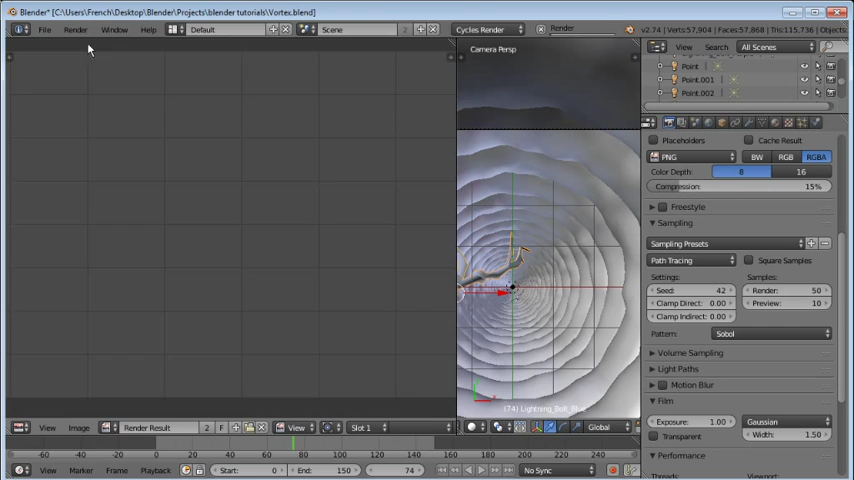 Blender* [C:\Users\French\Desktop\Blender\Projects\blender tutorials\Vortex.blend]
File Render Window Help Default Scene 2 Cycles Render Render v2.74 | Verts:57,904 | Faces:57,868 | Tris:115,736 | Objects:
Camera Persp
View Search All Scenes
Point
Point.001
Point.002
Placeholders Cache Result
PNG BW RGB RGBA
Color Depth: 8 16
Compression: 15%
Freestyle
Sampling
Sampling Presets
Path Tracing Square Samples
Settings: Samples:
Seed: 42 Render: 50
Clamp Direct: 0.00 Preview: 10
Clamp Indirect: 0.00
Pattern: Sobol
Volume Sampling
Light Paths
Motion Blur
Film
Exposure: 1.00 Gaussian
Transparent Width: 1.50
Performance
Threads: Viewport:
(74) Lightning_Bolt_Blue
View Image Render Result 2 F View Slot 1 Global
-60 -40 -20 0 20 40 60 80 100 120 140 160 180 200 220 240
View Marker Frame Playback Start: 0 End: 150 74 No Sync